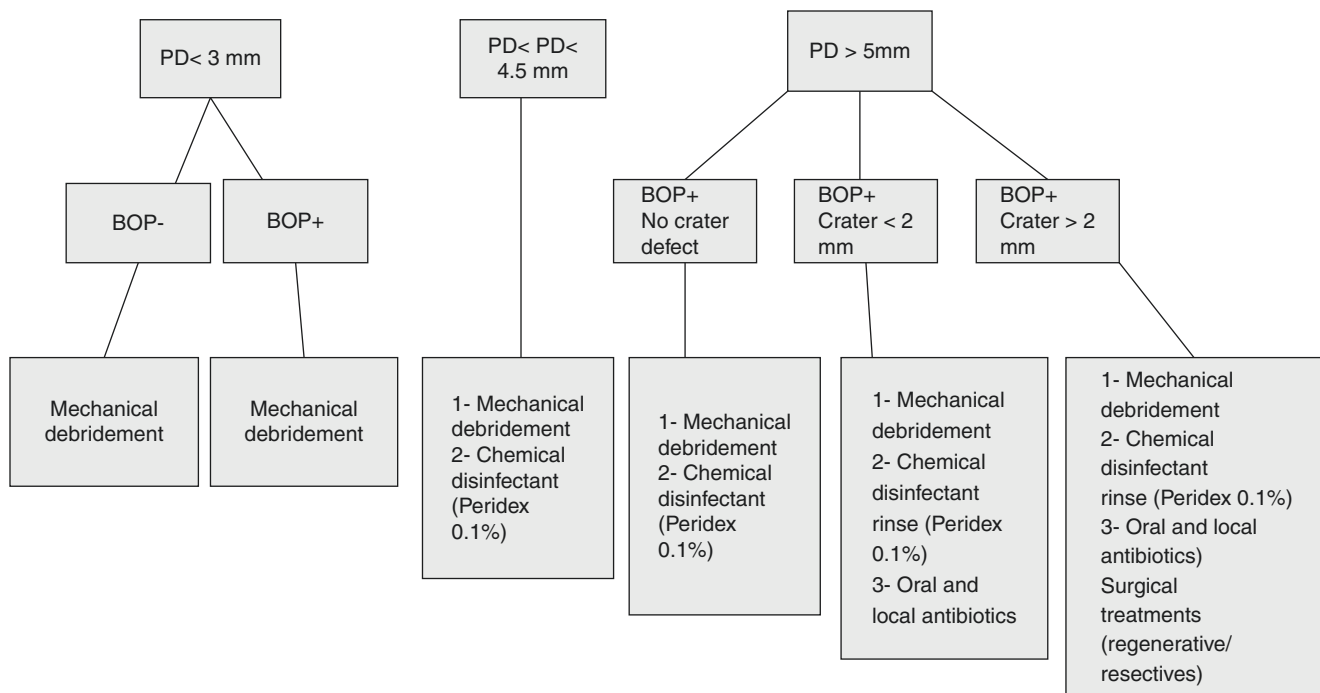 PD< 3 mm
PD< PD<
4.5 mm
PD > 5mm
BOP-
BOP+
BOP+
No crater
defect
BOP+
Crater < 2
mm
BOP+
Crater > 2
mm
Mechanical
debridement
Mechanical
debridement
1- Mechanical
debridement
2- Chemical
disinfectant
(Peridex
0.1%)
1- Mechanical
debridement
2- Chemical
disinfectant
(Peridex
0.1%)
1- Mechanical
debridement
2- Chemical
disinfectant
rinse (Peridex
0.1%)
3- Oral and
local antibiotics
1- Mechanical
debridement
2- Chemical
disinfectant
rinse (Peridex 0.1%)
3- Oral and local
antibiotics)
Surgical
treatments
(regenerative/
resectives)